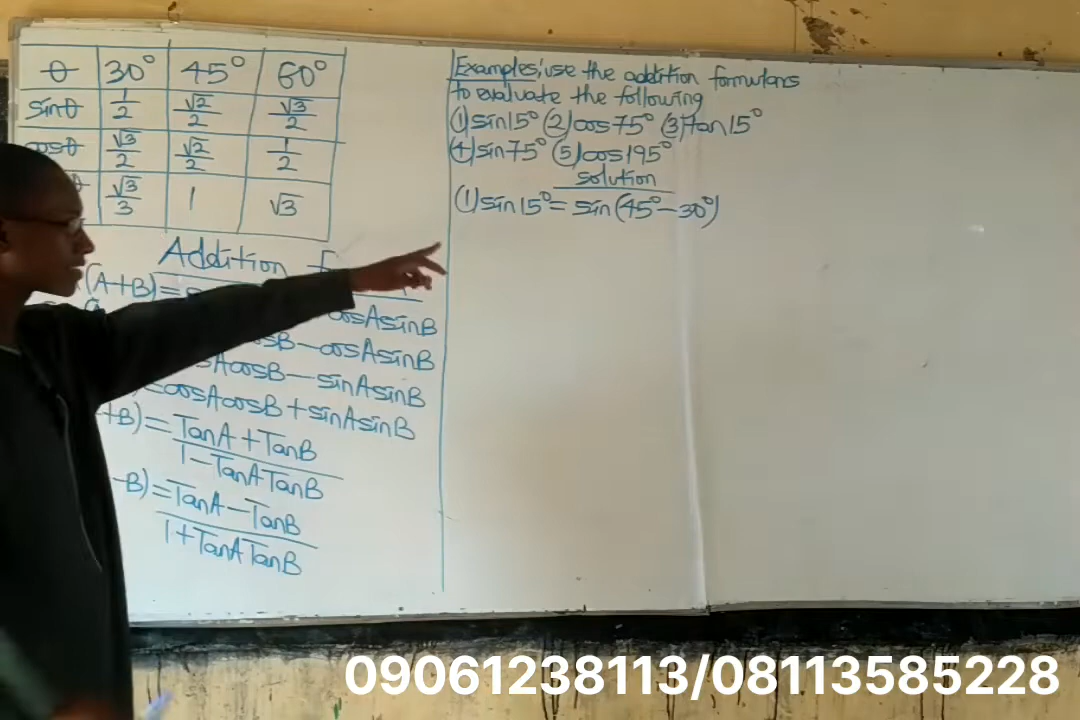 θ 30° 45° 60°
sinθ 1/2 √2/2 √3/2
cosθ √3/2 √2/2 1/2
√3/3 1 √3
Addition
(A+B)=
cosAsinB
B-cosAsinB
AcosB-sinAsinB
cosAcosB+sinAsinB
+B)=TanA+TanB
1-TanATanB
-B)=TanA-TanB
1+TanATanB
Examples; use the addition formulars
to evaluate the following
(1)sin15° (2)cos75° (3)tan15°
(4)sin75° (5)cos195°
solution
(1)sin15°=sin(45°-30°)
09061238113/08113585228